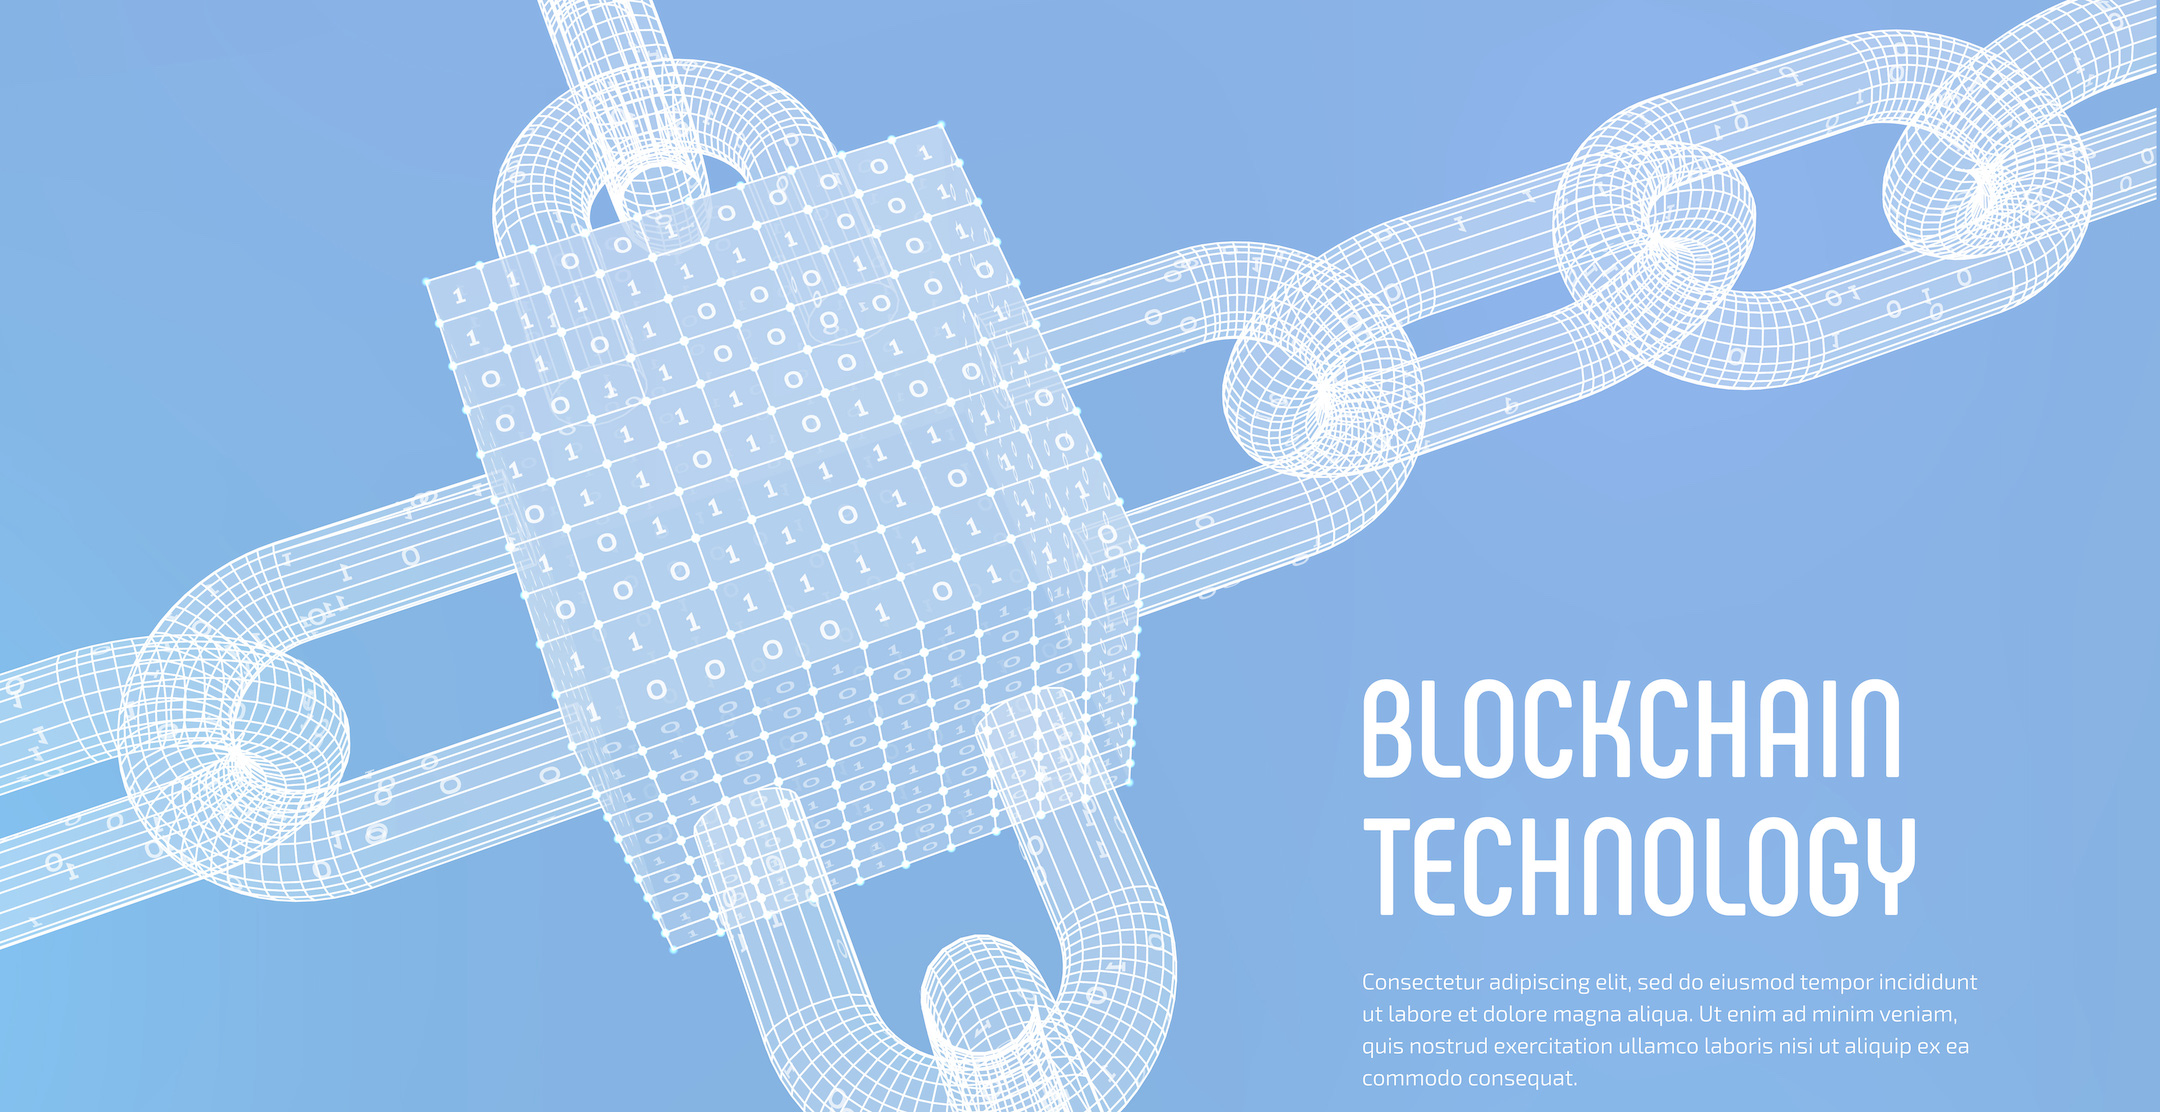 BLOCKCHAIN
TECHNOLOGY
Consectetur adipiscing elit, sed do eiusmod tempor incididunt
ut labore et dolore magna aliqua. Ut enim ad minim veniam,
quis nostrud exercitation ullamco laboris nisi ut aliquip ex ea
commodo consequat.